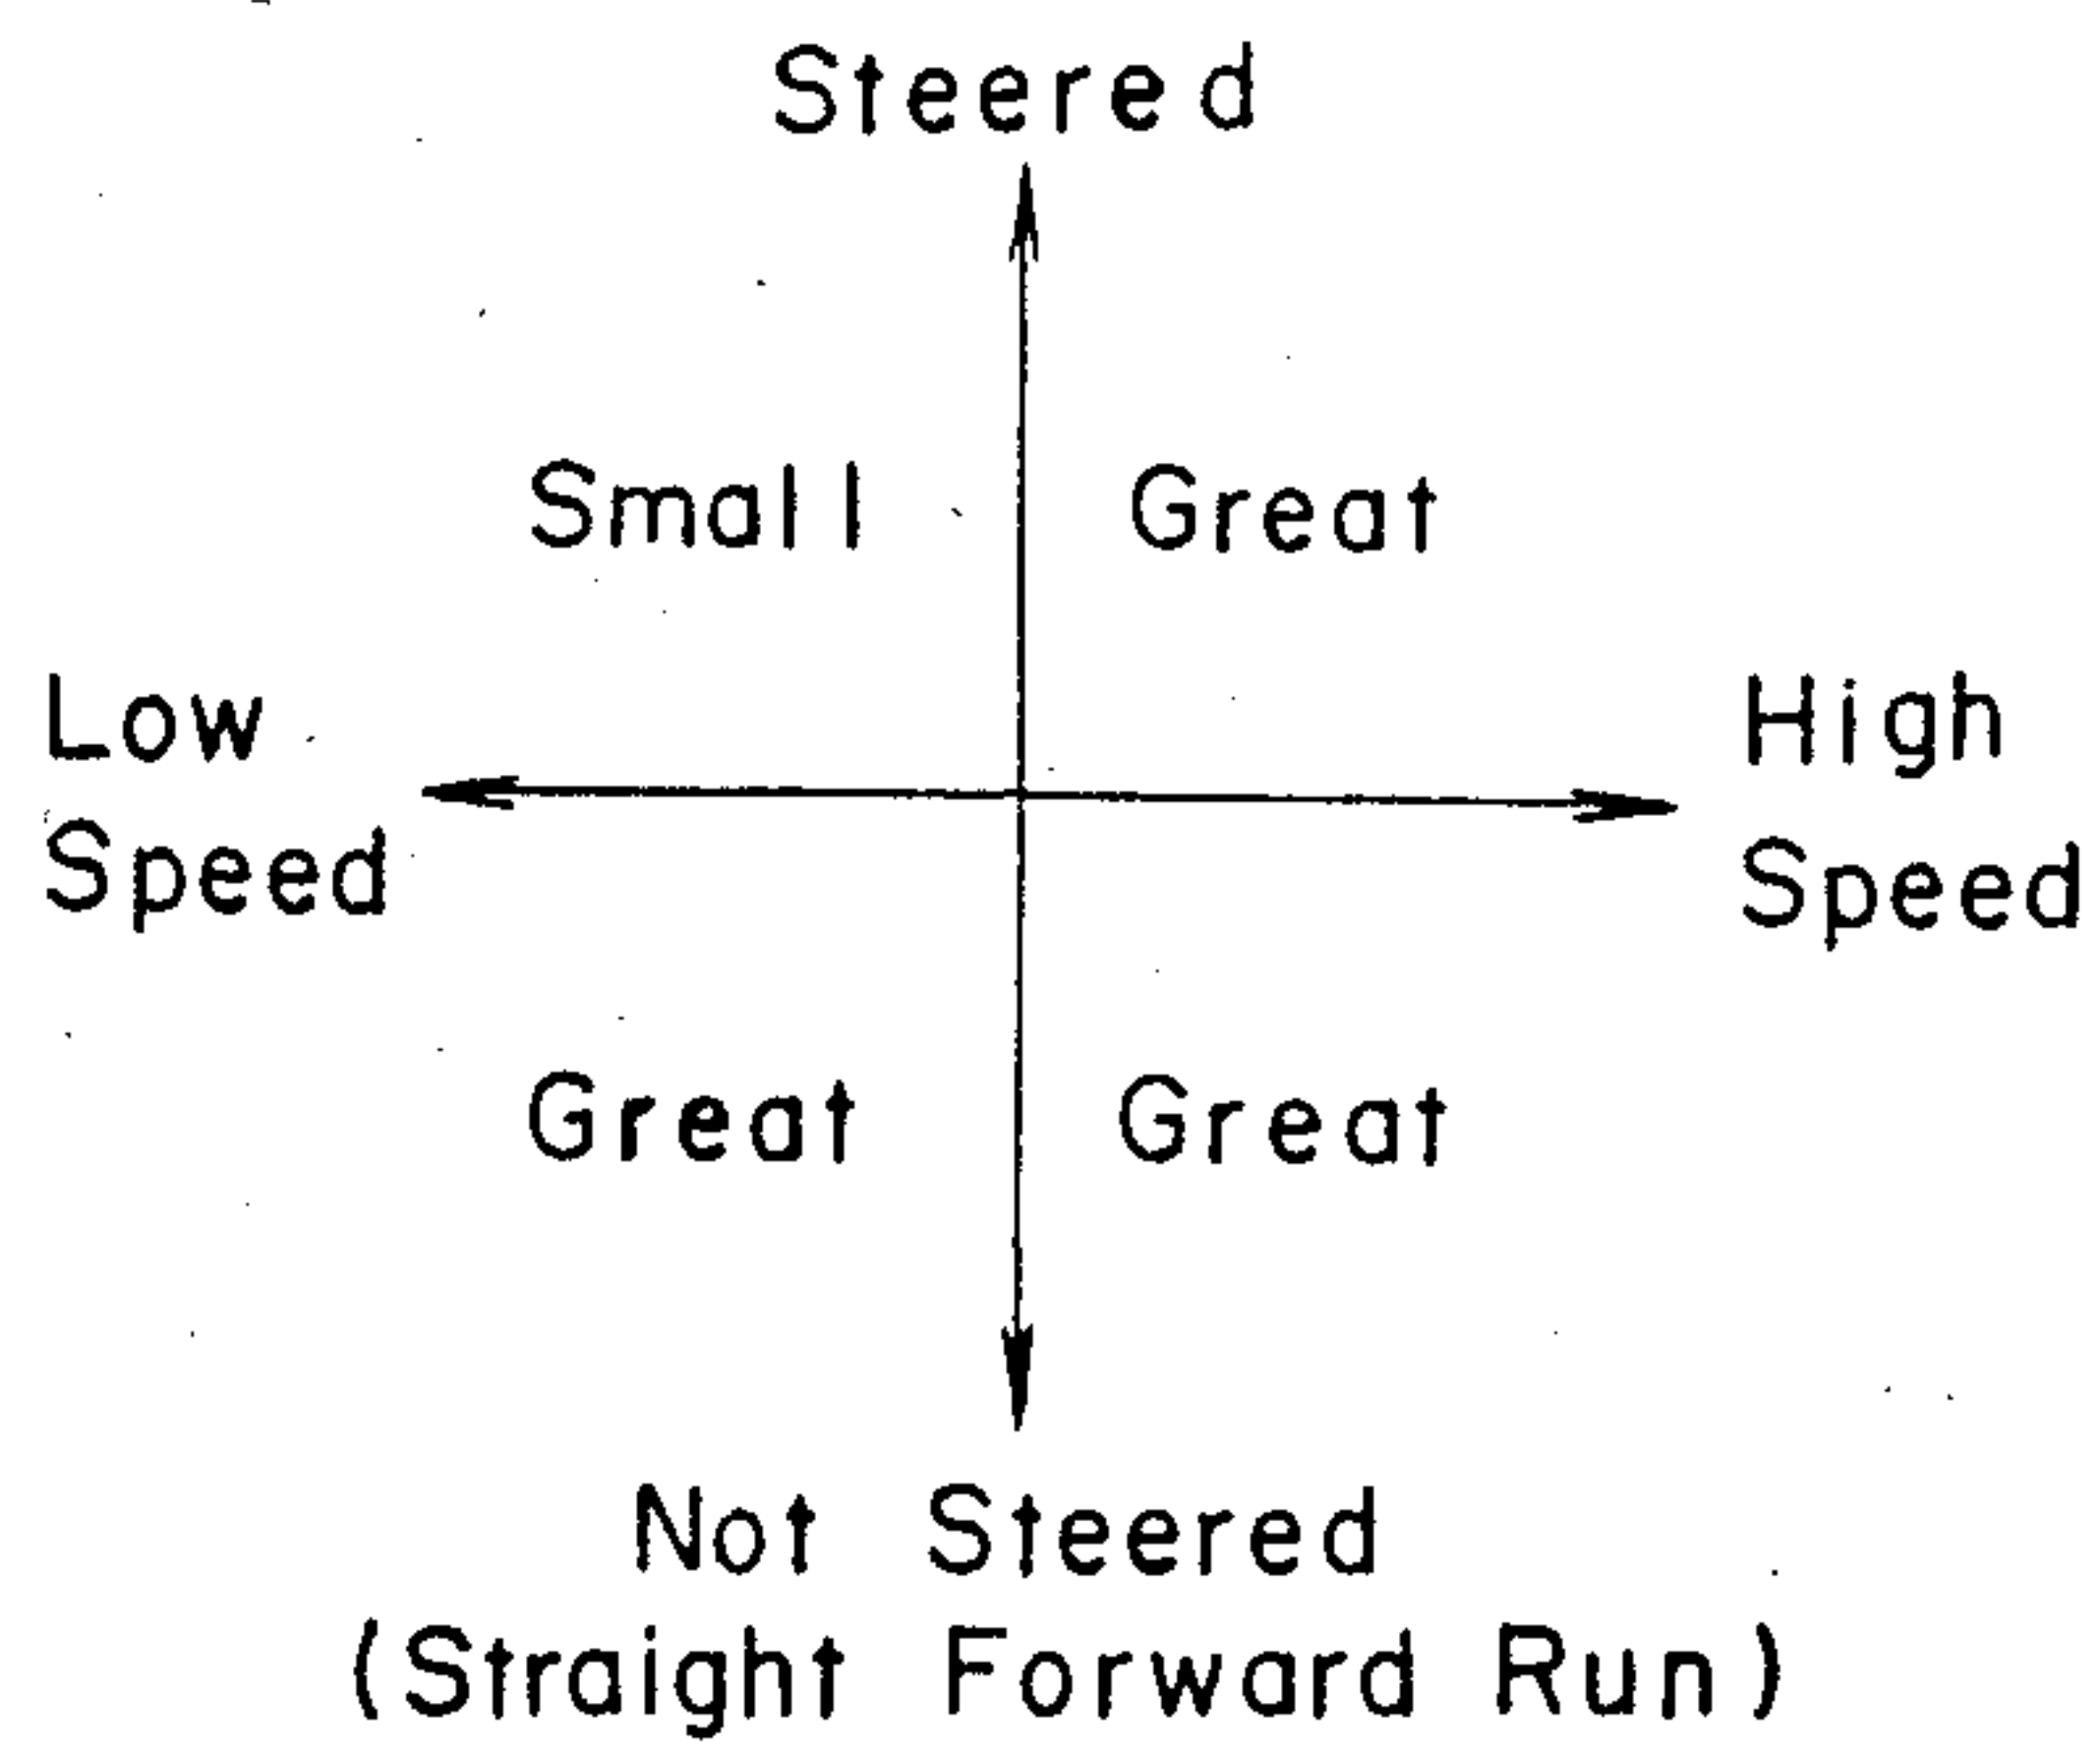 Steered
Small Great
Low High
Speed Speed
Great Great
Not Steered
(Straight Forward Run)